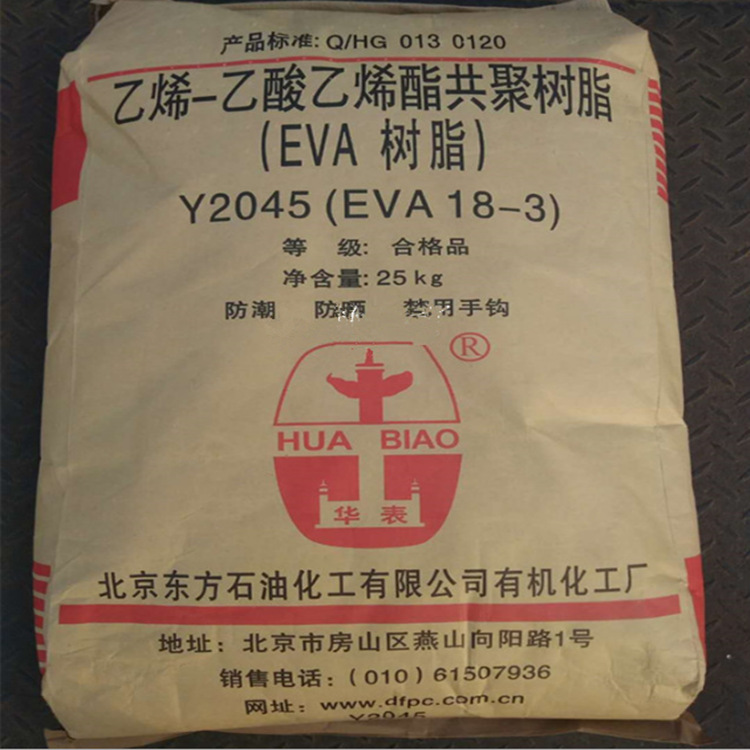 产品标准: Q/HG 013 0120
乙烯-乙酸乙烯酯共聚树脂
(EVA 树脂)
Y2045 (EVA 18-3)
等 级: 合格品
净含量: 25kg
防潮 防晒 禁用手钩
®
HUA BIAO
华表
北京东方石油化工有限公司有机化工厂
地址: 北京市房山区燕山向阳路1号
销售电话: (010) 61507936
网址: www.dfpc.com.cn
Y2045